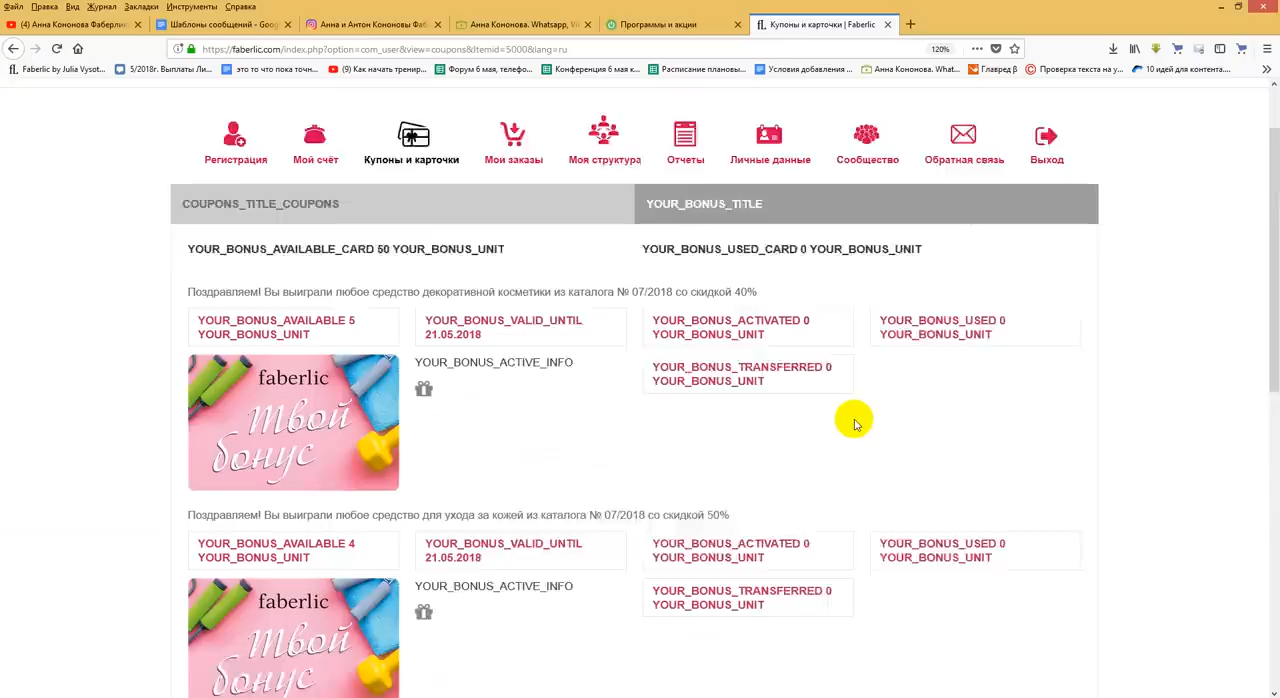 Файл Правка Вид Журнал Закладки Инструменты Справка
(4) Анна Кононова Фаберли
Шаблоны сообщений - Goog
Анна и Антон Кононовы Фаб
Анна Кононова. Whatsapp, Vi
Программы и акции
fl. Купоны и карточки | Faberlic
https://faberlic.com/index.php?option=com_user&view=coupons&Itemid=5000&lang=ru
120%
fl. Faberlic by Julia Vysot...
5/2018г. Выплаты Ли...
это то что пока точн...
(9) Как начать тренир...
Форум 6 мая, телефо...
Конференция 6 мая к...
Расписание плановы...
Условия добавления ...
Анна Кононова. What...
Главред β
Проверка текста на у...
10 идей для контента....
Регистрация
Мой счёт
Купоны и карточки
Мои заказы
Моя структура
Отчеты
Личные данные
Сообщество
Обратная связь
Выход
COUPONS_TITLE_COUPONS
YOUR_BONUS_TITLE
YOUR_BONUS_AVAILABLE_CARD 50 YOUR_BONUS_UNIT
YOUR_BONUS_USED_CARD 0 YOUR_BONUS_UNIT
Поздравляем! Вы выиграли любое средство декоративной косметики из каталога № 07/2018 со скидкой 40%
YOUR_BONUS_AVAILABLE 5
YOUR_BONUS_UNIT
YOUR_BONUS_VALID_UNTIL
21.05.2018
YOUR_BONUS_ACTIVATED 0
YOUR_BONUS_UNIT
YOUR_BONUS_USED 0
YOUR_BONUS_UNIT
faberlic
Твой
бонус
YOUR_BONUS_ACTIVE_INFO
YOUR_BONUS_TRANSFERRED 0
YOUR_BONUS_UNIT
Поздравляем! Вы выиграли любое средство для ухода за кожей из каталога № 07/2018 со скидкой 50%
YOUR_BONUS_AVAILABLE 4
YOUR_BONUS_UNIT
YOUR_BONUS_VALID_UNTIL
21.05.2018
YOUR_BONUS_ACTIVATED 0
YOUR_BONUS_UNIT
YOUR_BONUS_USED 0
YOUR_BONUS_UNIT
faberlic
Твой
бонус
YOUR_BONUS_ACTIVE_INFO
YOUR_BONUS_TRANSFERRED 0
YOUR_BONUS_UNIT